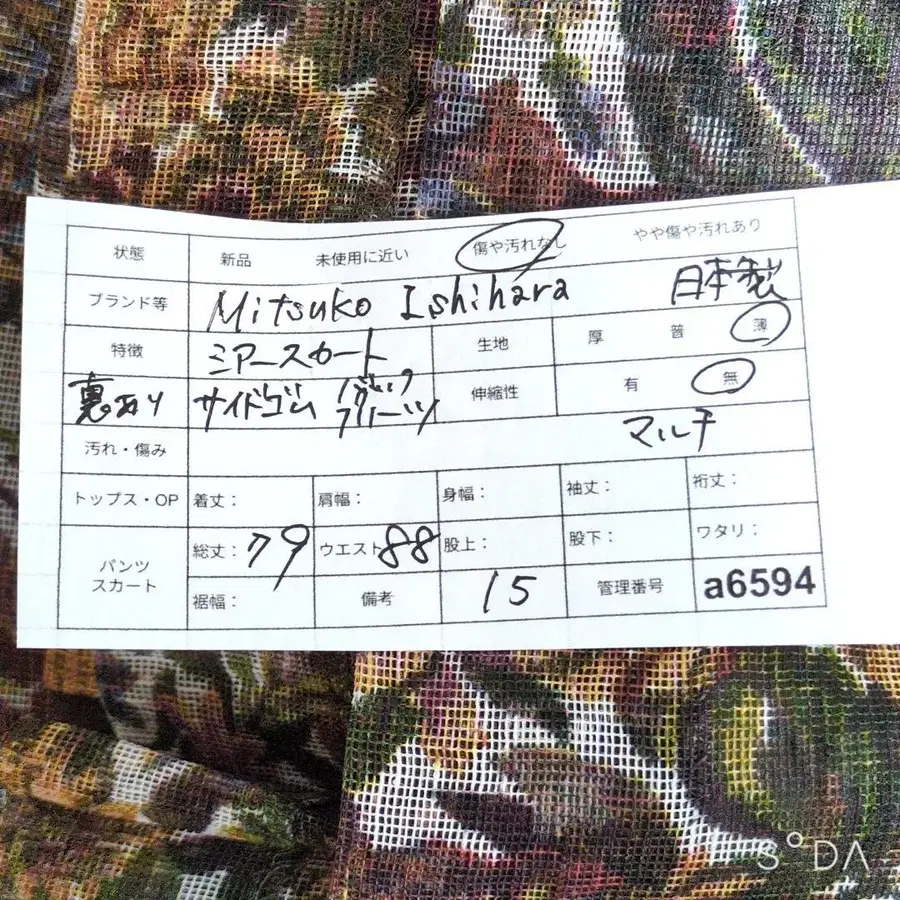 状態 新品 未使用に近い 傷や汚れなし やや傷や汚れあり
ブランド等 Mitsuko Ishihara 日本製
特徴 ミアースカート 生地 厚 普 薄
裏あり サイドゴム バック プリーツ 伸縮性 有 無
汚れ・傷み マルチ
トップス・OP 着丈: 肩幅: 身幅: 袖丈: 裄丈:
パンツ スカート 総丈: 79 ウエスト 88 股上: 股下: ワタリ:
裾幅: 備考 15 管理番号 a6594
S°DΛ